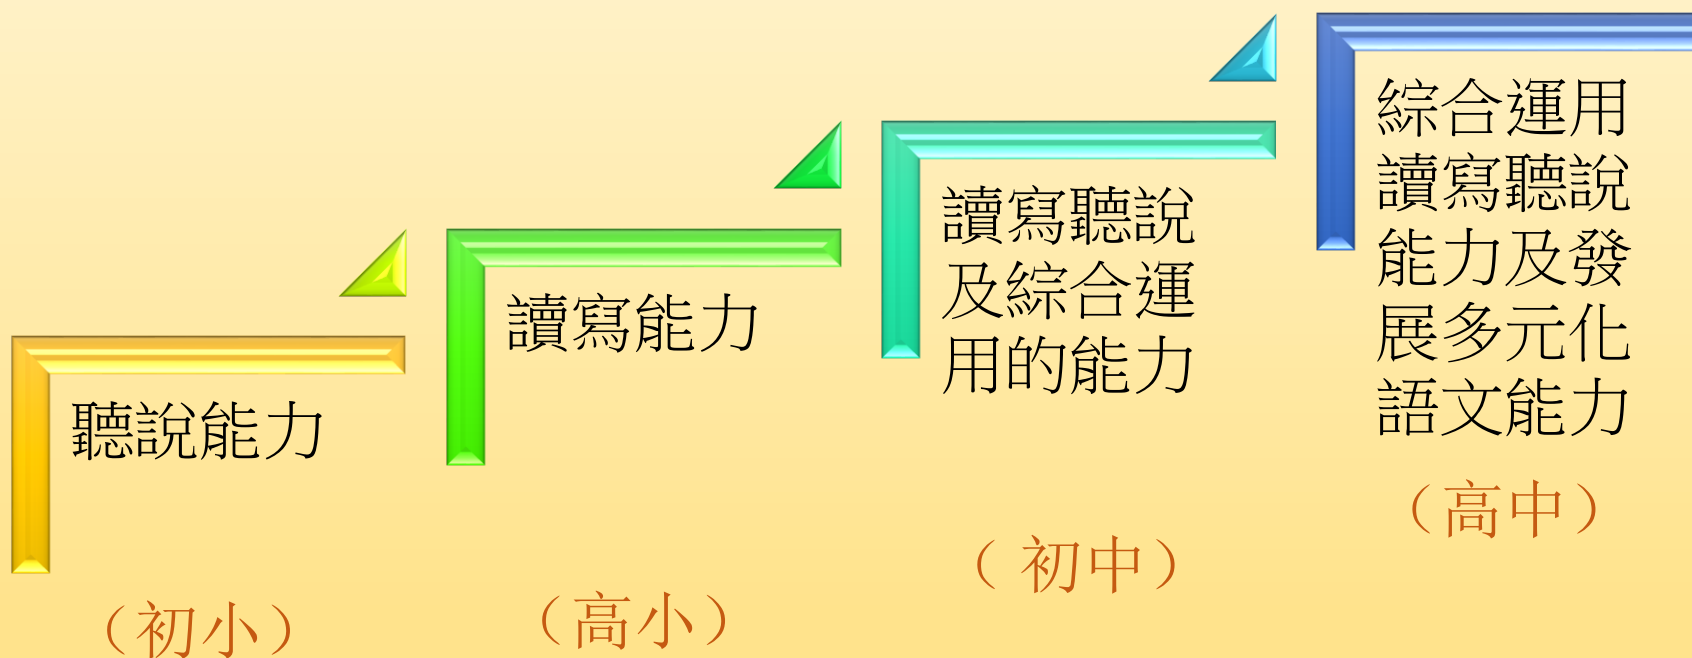 聽說能力
（初小）
讀寫能力
（高小）
讀寫聽說
及綜合運
用的能力
（ 初中）
綜合運用
讀寫聽說
能力及發
展多元化
語文能力
（高中）